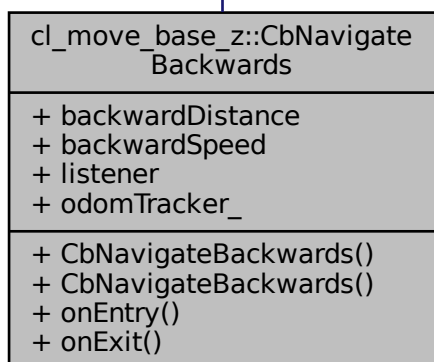 cl_move_base_z::CbNavigate
Backwards
+ backwardDistance
+ backwardSpeed
+ listener
+ odomTracker_
+ CbNavigateBackwards()
+ CbNavigateBackwards()
+ onEntry()
+ onExit()